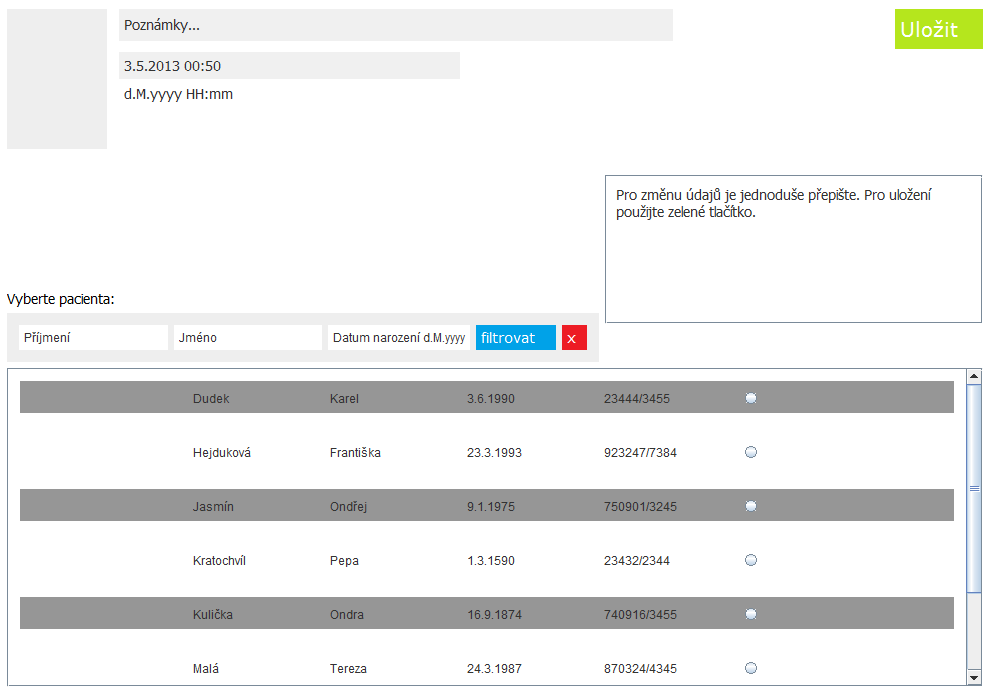 Poznámky...
Uložit
3.5.2013 00:50
d.M.yyyy HH:mm
Pro změnu údajů je jednoduše přepište. Pro uložení
použijte zelené tlačítko.
Vyberte pacienta:
Příjmení Jméno Datum narození d.M.yyyy filtrovat x
Dudek Karel 3.6.1990 23444/3455
Hejduková Františka 23.3.1993 923247/7384
Jasmín Ondřej 9.1.1975 750901/3245
Kratochvíl Pepa 1.3.1590 23432/2344
Kulička Ondra 16.9.1874 740916/3455
Malá Tereza 24.3.1987 870324/4345